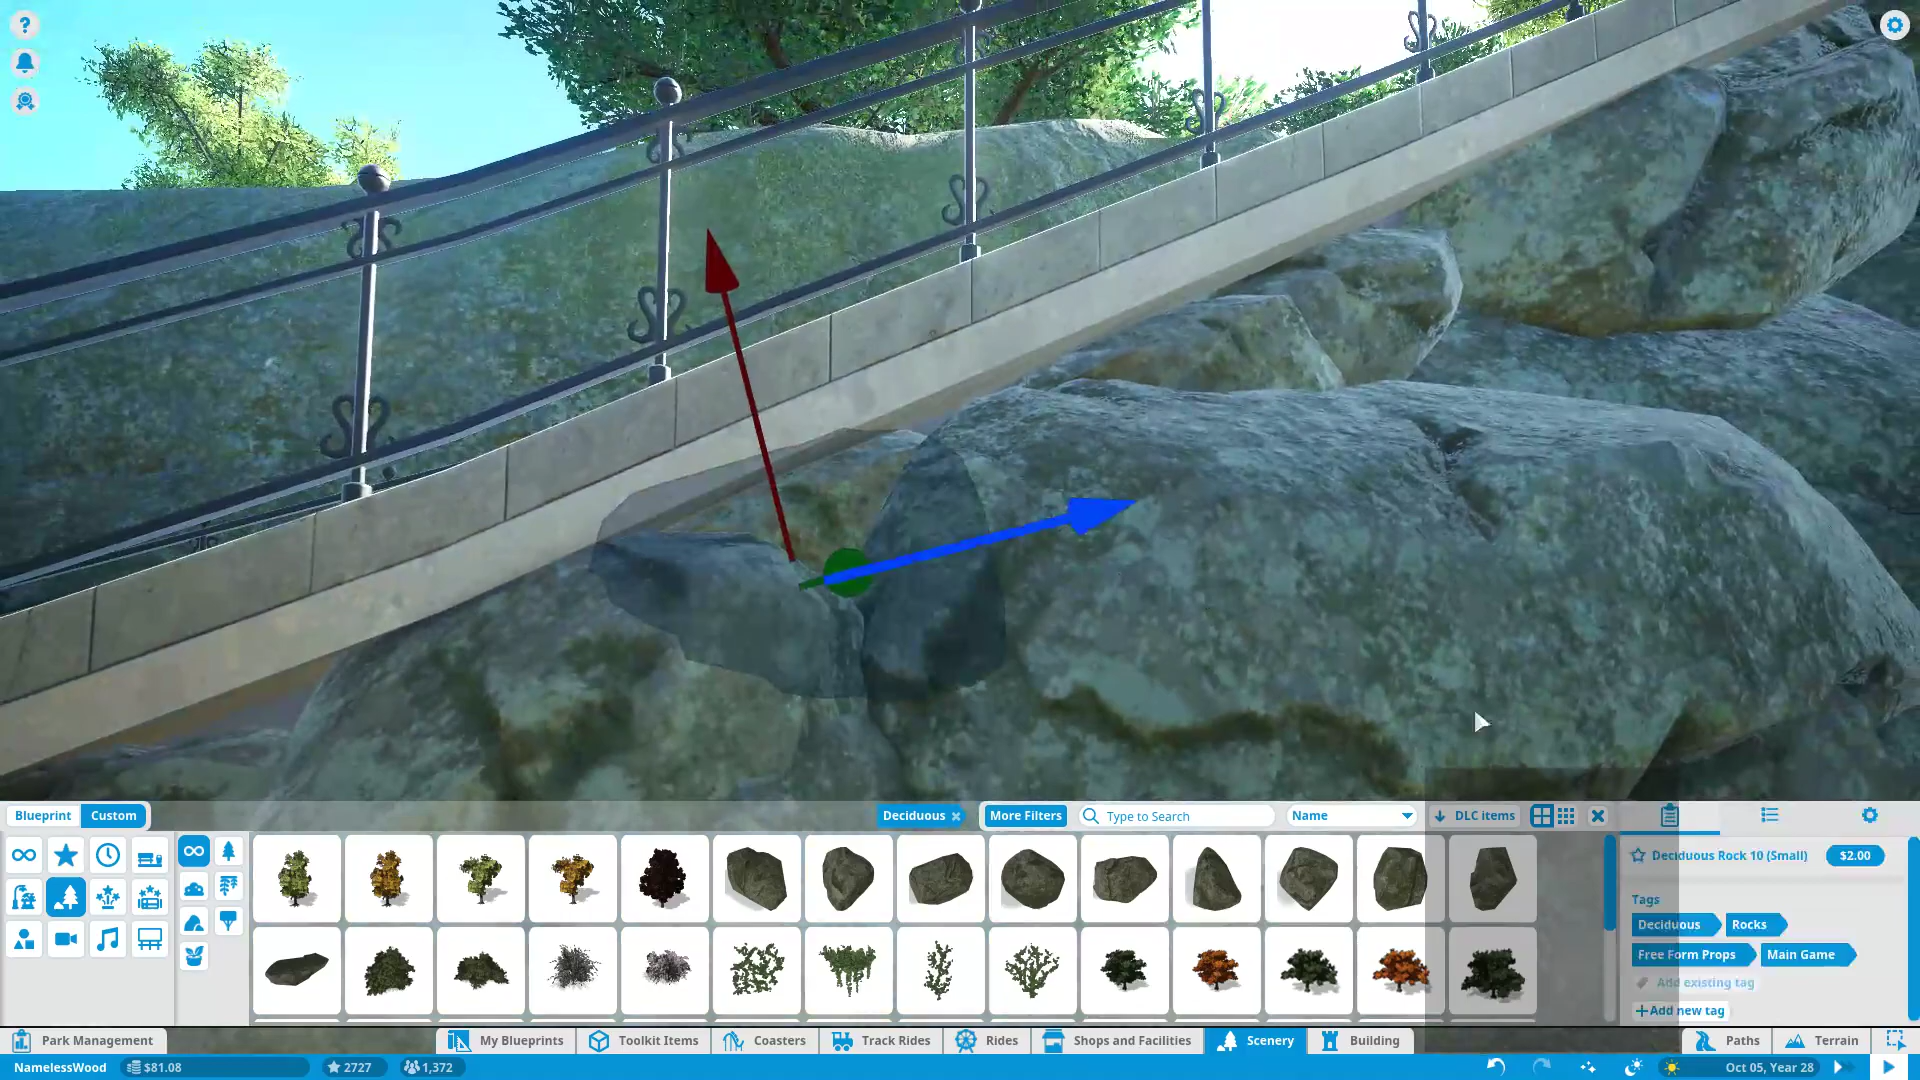 Blueprint Custom Deciduous × More Filters Type to Search Name DLC items
Deciduous Rock 10 (Small) $2.00
Tags
Deciduous Rocks
Free Form Props Main Game
Add existing tag
+Add new tag
Park Management My Blueprints Toolkit Items Coasters Track Rides Rides Shops and Facilities Scenery Building Paths Terrain
NamelessWood $81.08 2727 1,372 Oct 05, Year 28